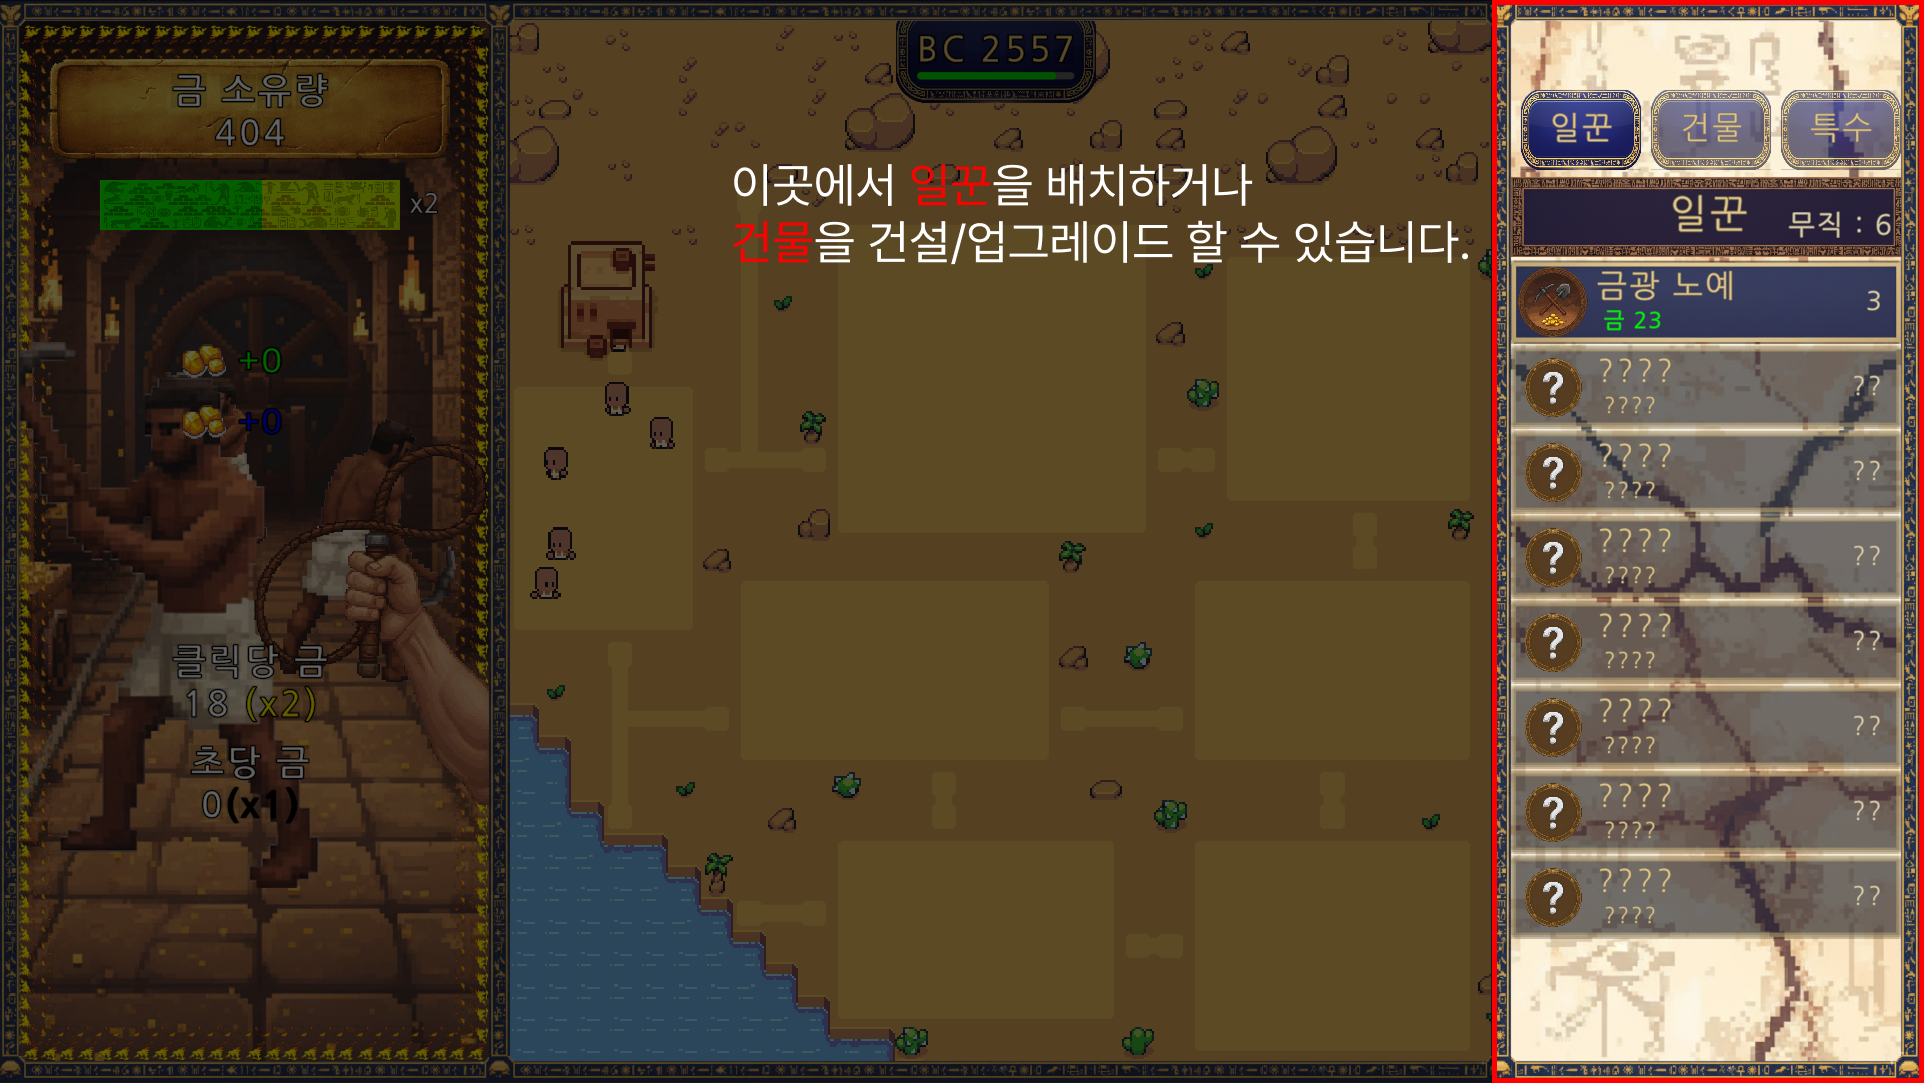 금 소유량
404
x2
+0
+0
클릭당 금
18 (x2)
초당 금
0(x1)
BC 2557
이곳에서 일꾼을 배치하거나
건물을 건설/업그레이드 할 수 있습니다.
일꾼 건물 특수
일꾼 무직 : 6
금광 노예 3
금 23
???? ??
????
???? ??
????
???? ??
????
???? ??
????
???? ??
????
???? ??
????
???? ??
????